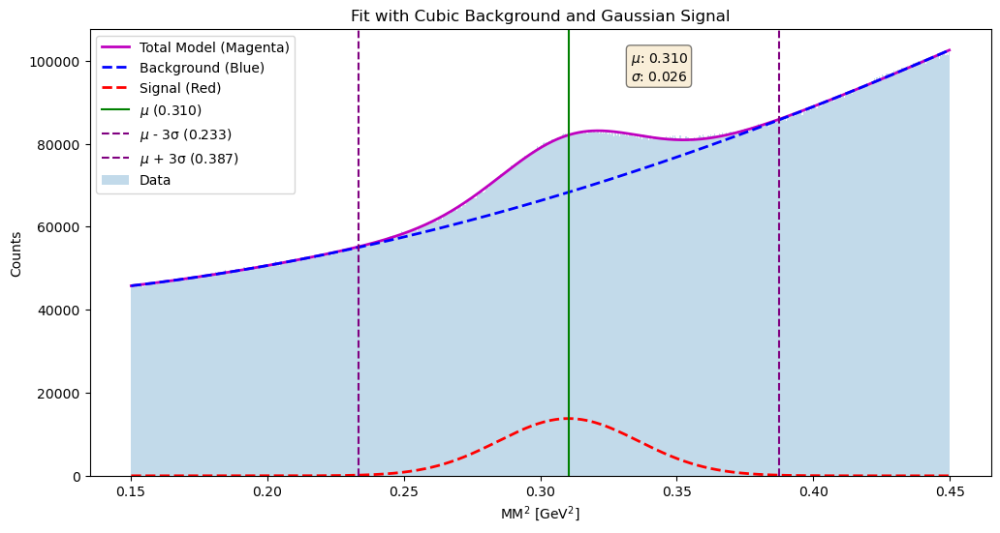 Fit with Cubic Background and Gaussian Signal
Total Model (Magenta)
Background (Blue)
Signal (Red)
μ (0.310)
μ - 3σ (0.233)
μ + 3σ (0.387)
Data
μ: 0.310
σ: 0.026
Counts
100000
80000
60000
40000
20000
0
0.15 0.20 0.25 0.30 0.35 0.40 0.45
MM² [GeV²]